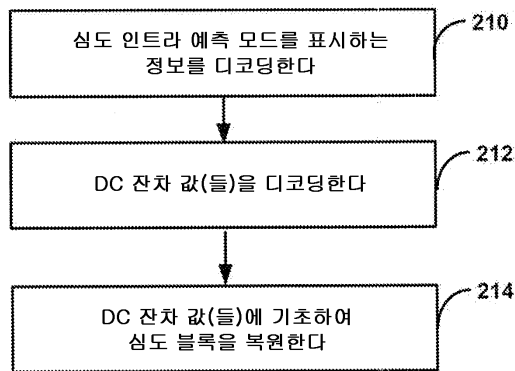 심도 인트라 예측 모드를 표시하는
정보를 디코딩한다
210
DC 잔차 값(들)을 디코딩한다
212
DC 잔차 값(들)에 기초하여
심도 블록을 복원한다
214